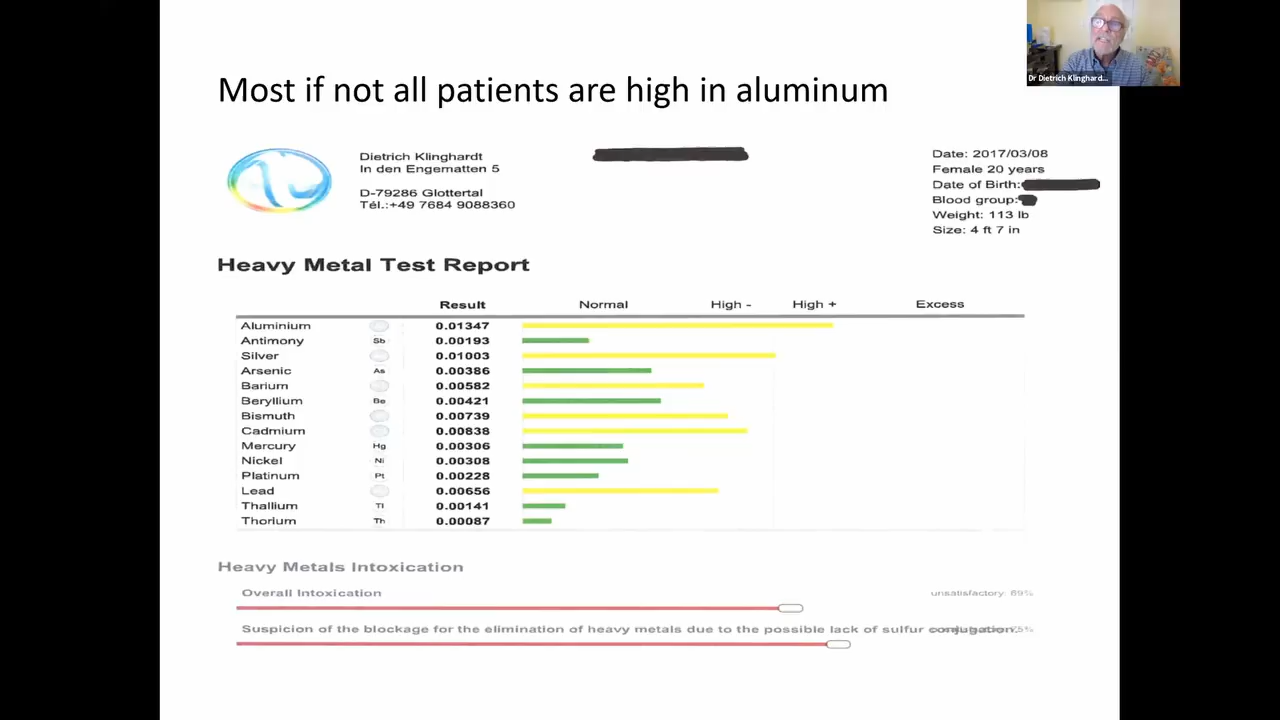 Dr Dietrich Klinghard...
Most if not all patients are high in aluminum
Dietrich Klinghardt
In den Engematten 5
D-79286 Glottertal
Tél.:+49 7684 9088360
Date: 2017/03/08
Female 20 years
Date of Birth:
Blood group:
Weight: 113 lb
Size: 4 ft 7 in
Heavy Metal Test Report
Result Normal High - High + Excess
Aluminium 0.01347
Antimony Sb 0.00193
Silver 0.01003
Arsenic As 0.00386
Barium 0.00582
Beryllium Be 0.00421
Bismuth 0.00739
Cadmium 0.00838
Mercury Hg 0.00306
Nickel Ni 0.00308
Platinum Pt 0.00228
Lead 0.00656
Thallium Tl 0.00141
Thorium Th 0.00087
Heavy Metals Intoxication
Overall Intoxication unsatisfactory: 69%
Suspicion of the blockage for the elimination of heavy metals due to the possible lack of sulfur conjugation.